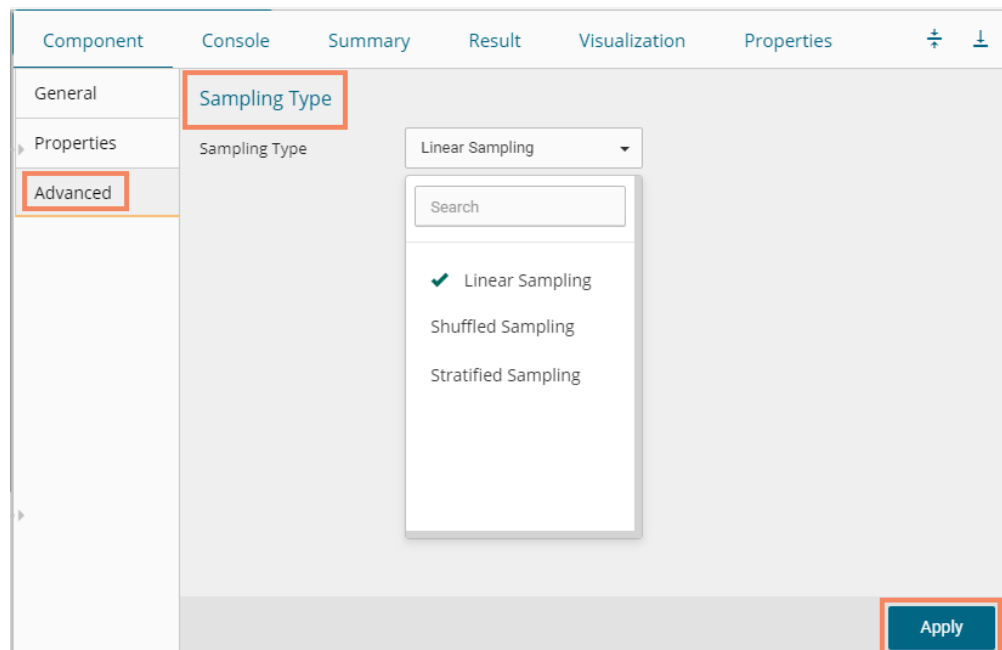 Component Console Summary Result Visualization Properties
General
Sampling Type
Properties
Sampling Type
Linear Sampling
Advanced
Search
Linear Sampling
Shuffled Sampling
Stratified Sampling
Apply